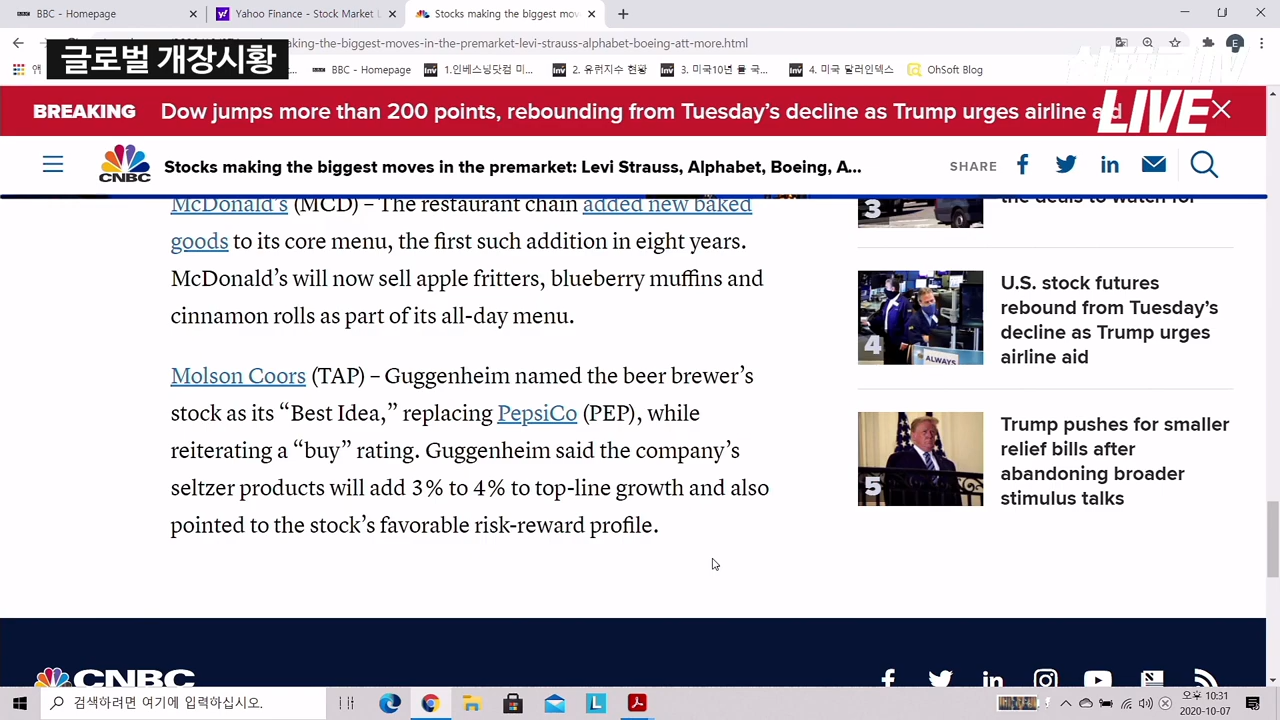 BBC - Homepage
Yahoo Finance - Stock Market L
Stocks making the biggest mov
글로벌 개장시황
aking-the-biggest-moves-in-the-premarket-levi-strauss-alphabet-boeing-att-more.html
E
BBC - Homepage
1.인베스닝닷컴 미...
2. 유뤄지수 현황
3. 미국10년 뮬 국...
4. 미국 달러인덱스
OhSoft Blog
LIVE
BREAKING Dow jumps more than 200 points, rebounding from Tuesday's decline as Trump urges airline aid
CNBC
Stocks making the biggest moves in the premarket: Levi Strauss, Alphabet, Boeing, A...
SHARE
McDonald's (MCD) – The restaurant chain added new baked
goods to its core menu, the first such addition in eight years.
McDonald's will now sell apple fritters, blueberry muffins and
cinnamon rolls as part of its all-day menu.
Molson Coors (TAP) – Guggenheim named the beer brewer's
stock as its “Best Idea,” replacing PepsiCo (PEP), while
reiterating a “buy” rating. Guggenheim said the company's
seltzer products will add 3% to 4% to top-line growth and also
pointed to the stock's favorable risk-reward profile.
3
the deals to watch for
4
ALWAYS
U.S. stock futures
rebound from Tuesday's
decline as Trump urges
airline aid
5
Trump pushes for smaller
relief bills after
abandoning broader
stimulus talks
CNBC
검색하려면 여기에 입력하십시오.
오후 10:31
2020-10-07